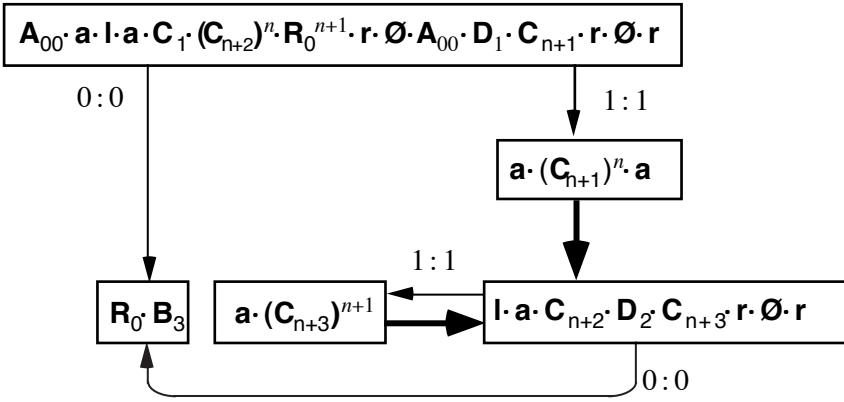 A₀₀· a· l· a· C₁· (Cₙ₊₂)ⁿ· R₀ⁿ⁺¹· r· Ø· A₀₀· D₁· Cₙ₊₁· r· Ø· r
0 : 0
1 : 1
a· (Cₙ₊₁)ⁿ· a
1 : 1
R₀· B₃
a· (Cₙ₊₃)ⁿ⁺¹
l· a· Cₙ₊₂· D₂· Cₙ₊₃· r· Ø· r
0 : 0